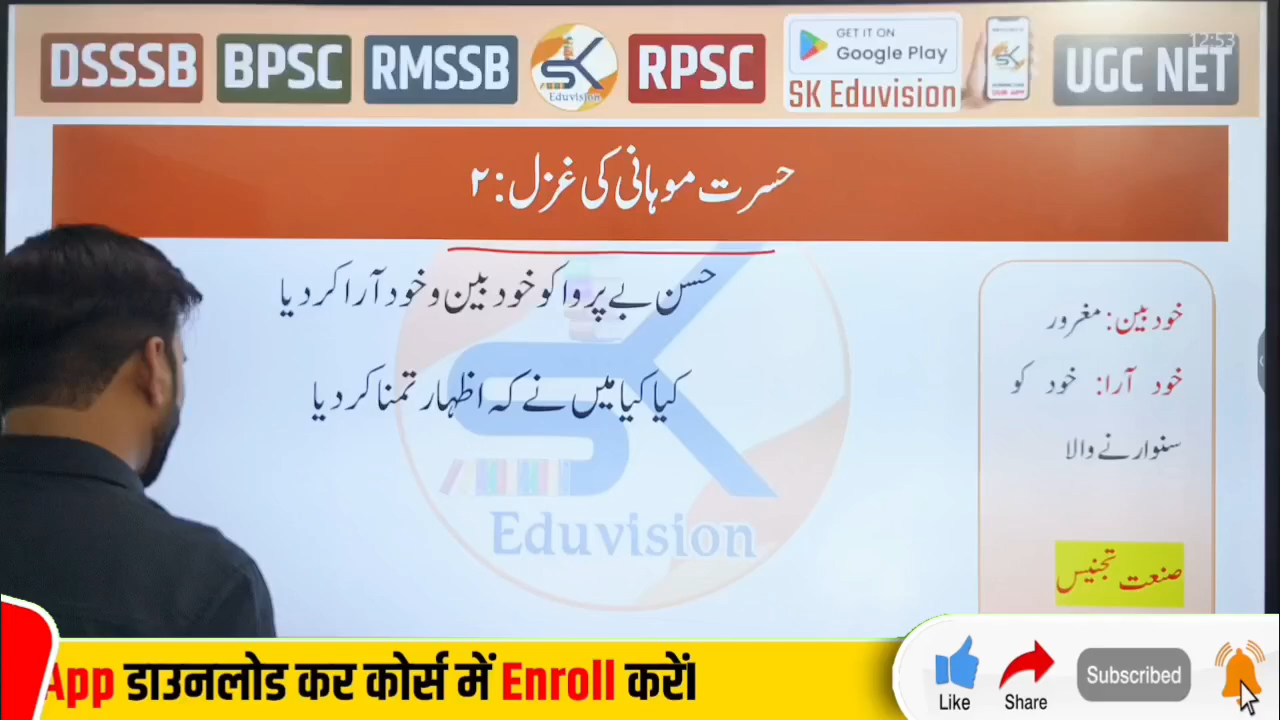 DSSSB BPSC RMSSB SK Eduvision RPSC GET IT ON Google Play SK Eduvision UGC NET
12:53
حسرت موہانی کی غزل: ۲
حسن بے پروا کو خود بین و خود آرا کر دیا
کیا کیا میں نے کہ اظہار تمنا کر دیا
خود بین: مغرور
خود آرا: خود کو
سنوارنے والا
صنعت تجنیس
SK
Eduvision
App डाउनलोड कर कोर्स में Enroll करें।
Like Share Subscribed